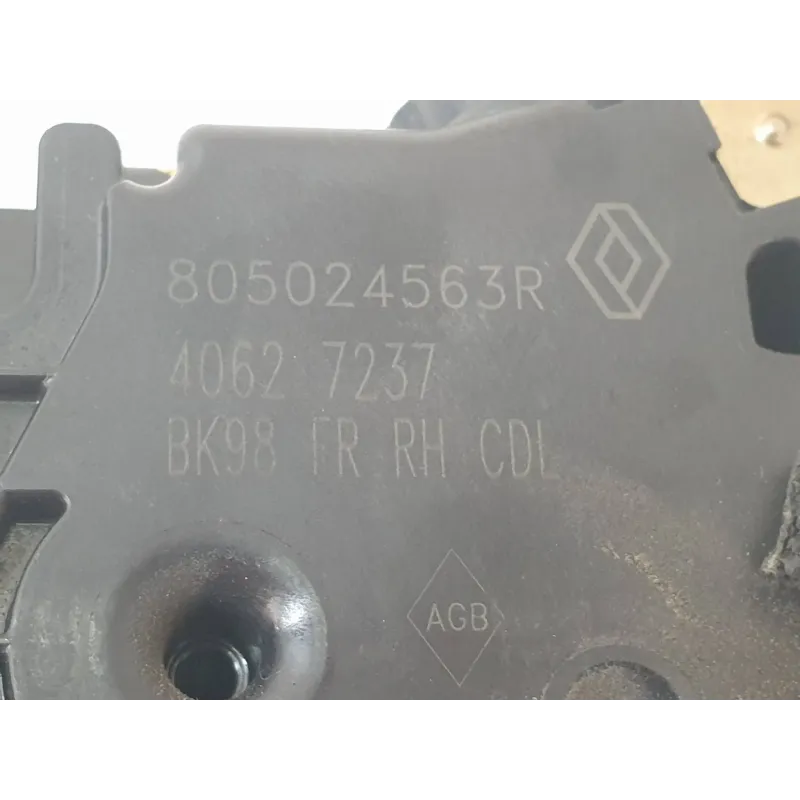 805024563R
4062 7237
BK98 FR RH CDL
AGB